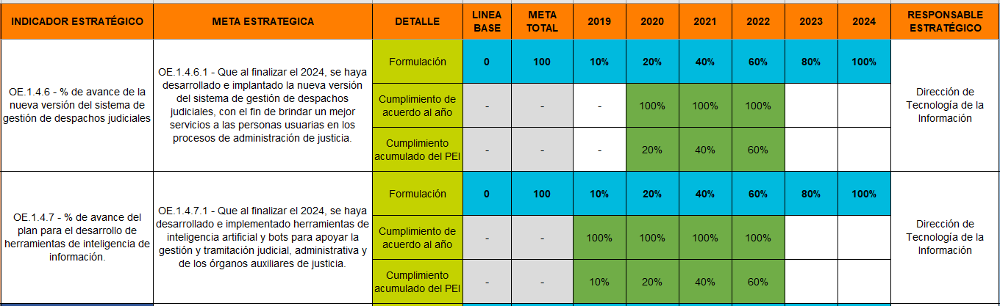 INDICADOR ESTRATÉGICO META ESTRATEGICA DETALLE LINEA BASE META TOTAL 2019 2020 2021 2022 2023 2024 RESPONSABLE ESTRATÉGICO
OE.1.4.6 - % de avance de la
nueva versión del sistema de
gestión de despachos judiciales
OE.1.4.6.1 - Que al finalizar el 2024, se haya
desarrollado e implantado la nueva versión
del sistema de gestión de despachos
judiciales, con el fin de brindar un mejor
servicios a las personas usuarias en los
procesos de administración de justicia.
Formulación 0 100 10% 20% 40% 60% 80% 100%
Cumplimiento de
acuerdo al año - - - 100% 100% 100%
Cumplimiento
acumulado del PEI - - - 20% 40% 60%
Dirección de
Tecnología de la
Información
OE.1.4.7 - % de avance del
plan para el desarrollo de
herramientas de inteligencia de
información.
OE.1.4.7.1 - Que al finalizar el 2024, se haya
desarrollado e implementado herramientas de
inteligencia artificial y bots para apoyar la
gestión y tramitación judicial, administrativa y
de los órganos auxiliares de justicia.
Formulación 0 100 10% 20% 40% 60% 80% 100%
Cumplimiento de
acuerdo al año - - 100% 100% 100% 100%
Cumplimiento
acumulado del PEI - - 10% 20% 40% 60%
Dirección de
Tecnología de la
Información